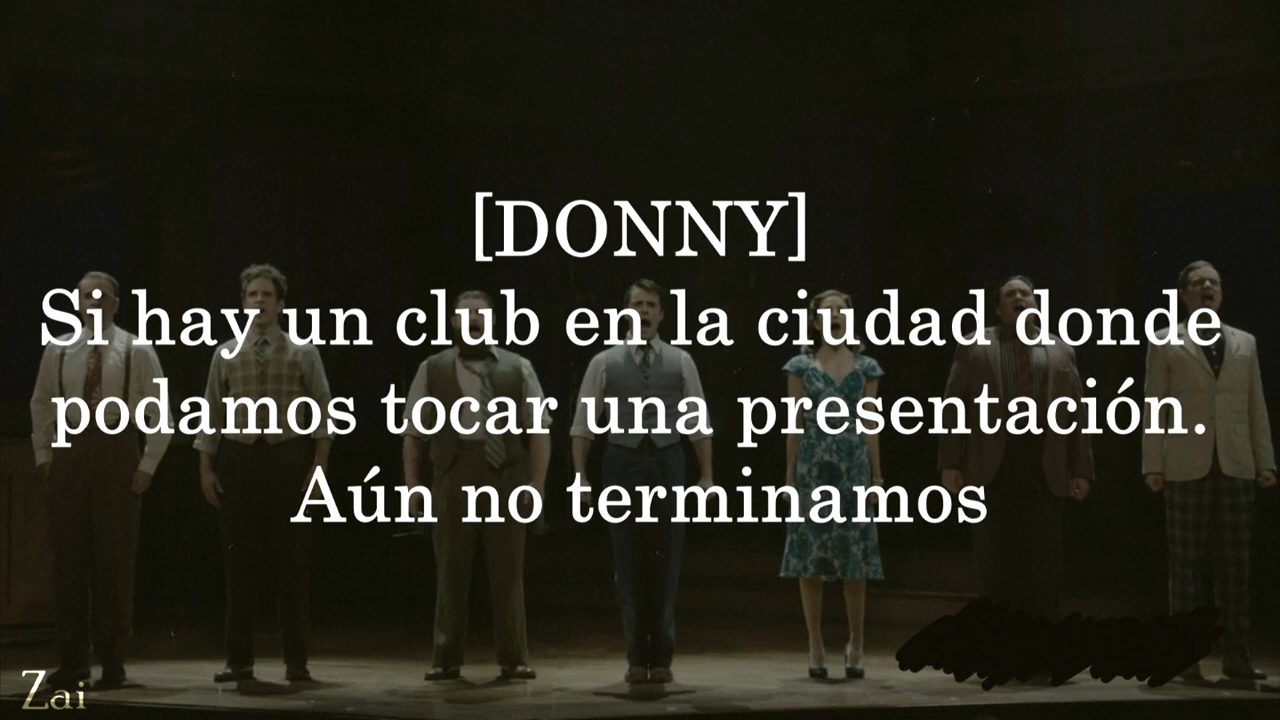 [DONNY]
Si hay un club en la ciudad donde
podamos tocar una presentación.
Aún no terminamos
Zai